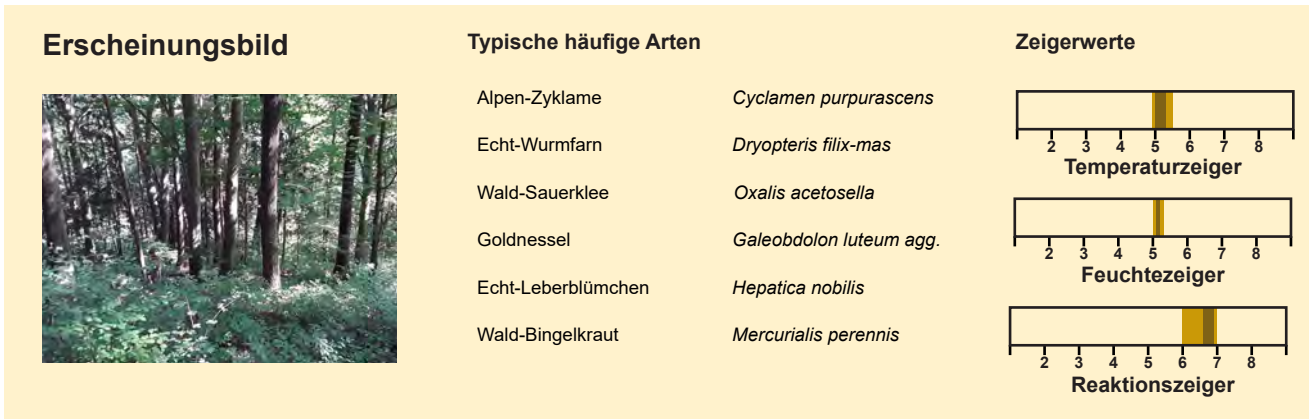 Erscheinungsbild
Typische häufige Arten
Alpen-Zyklame Cyclamen purpurascens
Echt-Wurmfarn Dryopteris filix-mas
Wald-Sauerklee Oxalis acetosella
Goldnessel Galeobdolon luteum agg.
Echt-Leberblümchen Hepatica nobilis
Wald-Bingelkraut Mercurialis perennis
Zeigerwerte
2 3 4 5 6 7 8
Temperaturzeiger
2 3 4 5 6 7 8
Feuchtezeiger
2 3 4 5 6 7 8
Reaktionszeiger